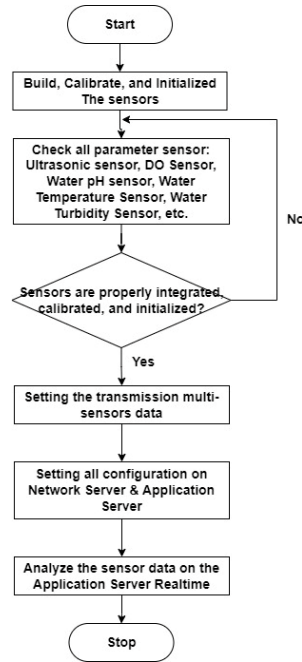 Start
Build, Calibrate, and Initialized
The sensors
Check all parameter sensor:
Ultrasonic sensor, DO Sensor,
Water pH sensor, Water
Temperature Sensor, Water
Turbidity Sensor, etc.
No
Sensors are properly integrated,
calibrated, and initialized?
Yes
Setting the transmission multi-
sensors data
Setting all configuration on
Network Server & Application
Server
Analyze the sensor data on the
Application Server Realtime
Stop